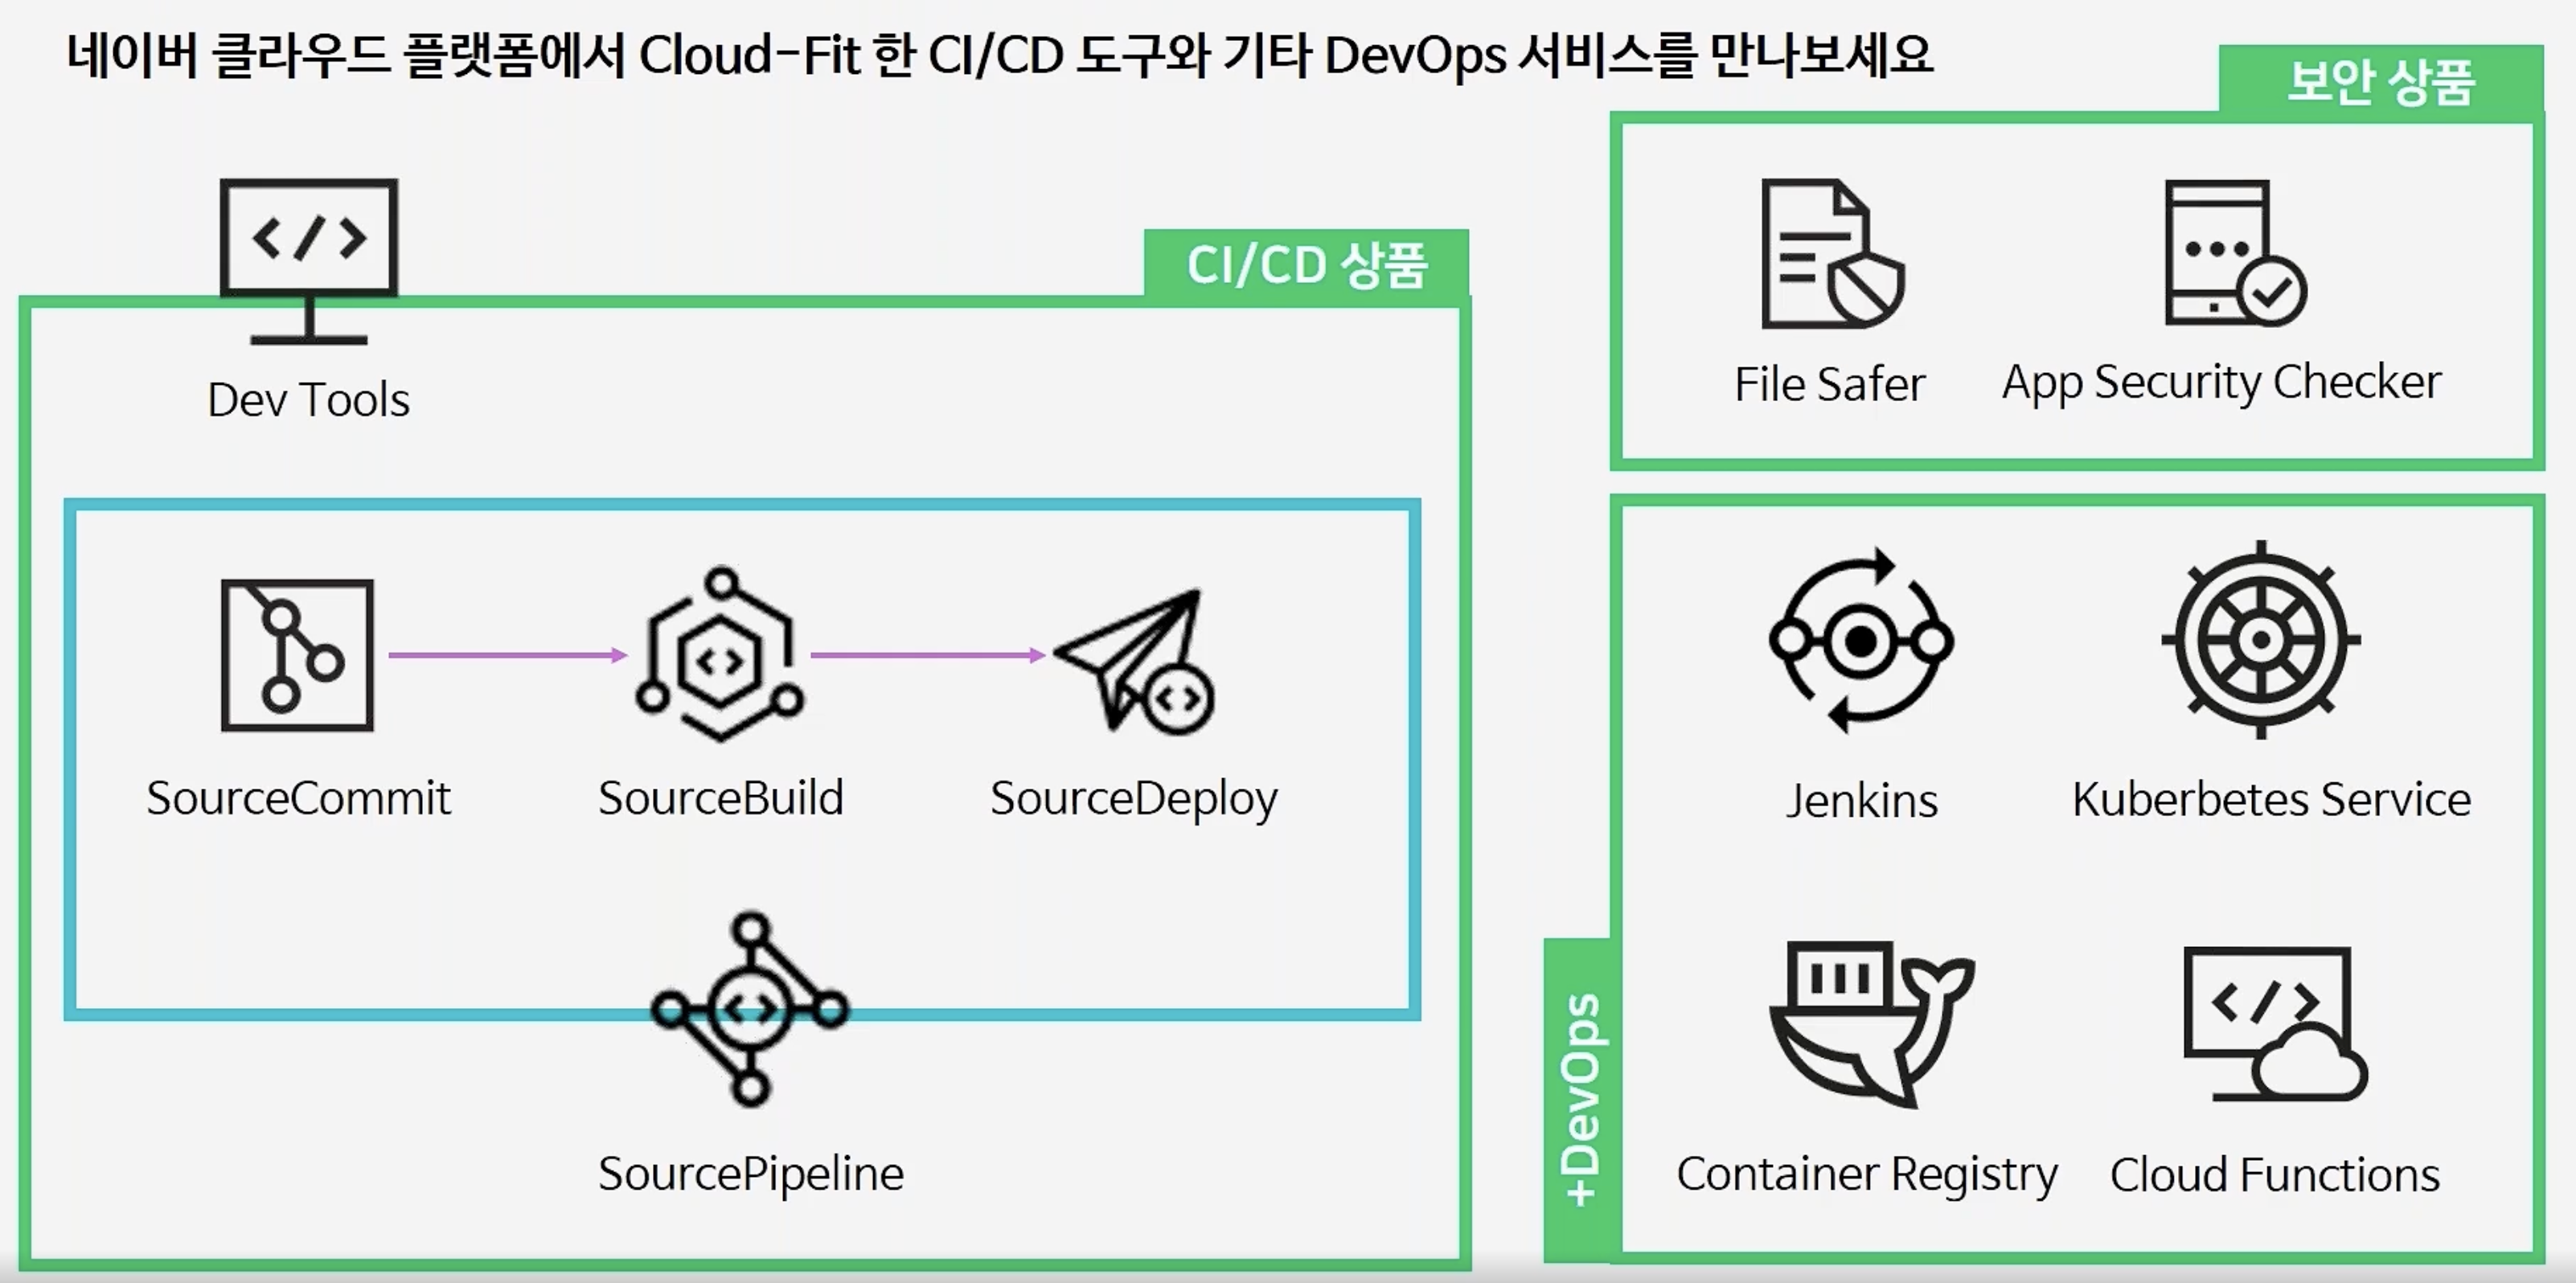 네이버 클라우드 플랫폼에서 Cloud-Fit 한 CI/CD 도구와 기타 DevOps 서비스를 만나보세요
CI/CD 상품
Dev Tools
SourceCommit
SourceBuild
SourceDeploy
SourcePipeline
보안 상품
File Safer
App Security Checker
+DevOps
Jenkins
Kuberbetes Service
Container Registry
Cloud Functions